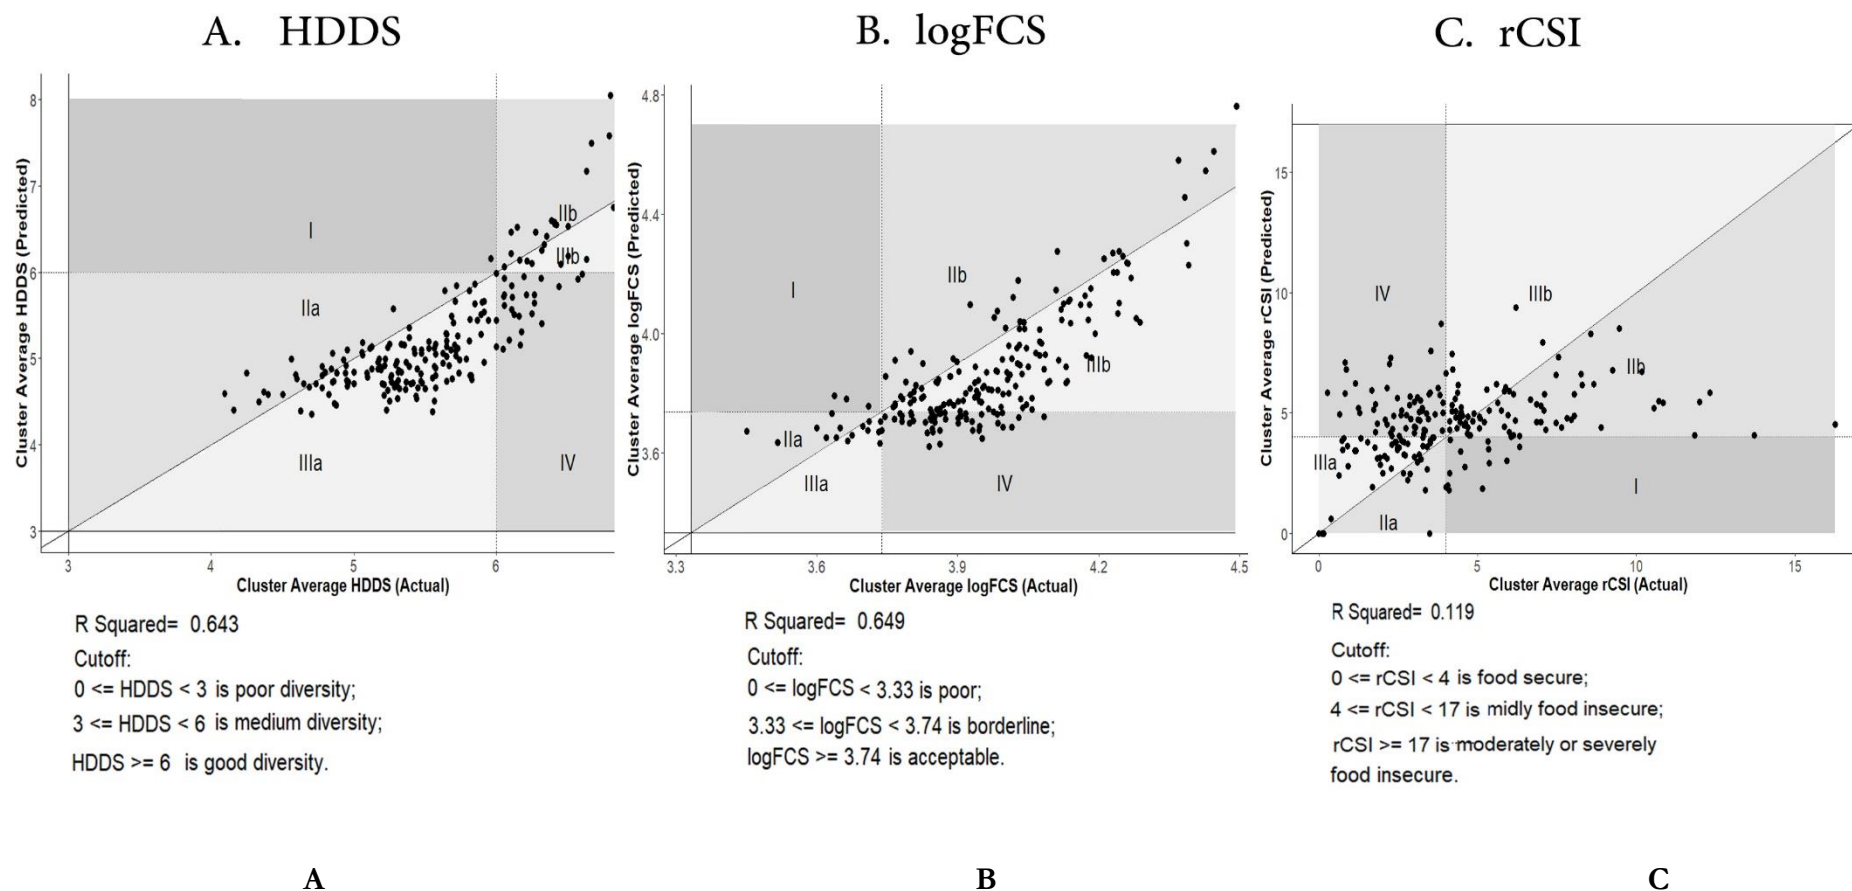 A. HDDS
B. logFCS
C. rCSI
Cluster Average HDDS (Predicted)
8
7
6
5
4
3
I
IIb
IIIb
IIa
IIIa
IV
3
4
5
6
Cluster Average HDDS (Actual)
R Squared= 0.643
Cutoff:
0 <= HDDS < 3 is poor diversity;
3 <= HDDS < 6 is medium diversity;
HDDS >= 6 is good diversity.
Cluster Average logFCS (Predicted)
4.8
4.4
4.0
3.6
I
IIb
IIIb
IIa
IIIa
IV
3.3
3.6
3.9
4.2
4.5
Cluster Average logFCS (Actual)
R Squared= 0.649
Cutoff:
0 <= logFCS < 3.33 is poor;
3.33 <= logFCS < 3.74 is borderline;
logFCS >= 3.74 is acceptable.
Cluster Average rCSI (Predicted)
15
10
5
0
IV
IIIb
IIb
IIIa
I
IIa
0
5
10
15
Cluster Average rCSI (Actual)
R Squared= 0.119
Cutoff:
0 <= rCSI < 4 is food secure;
4 <= rCSI < 17 is midly food insecure;
rCSI >= 17 is moderately or severely
food insecure.
A
B
C